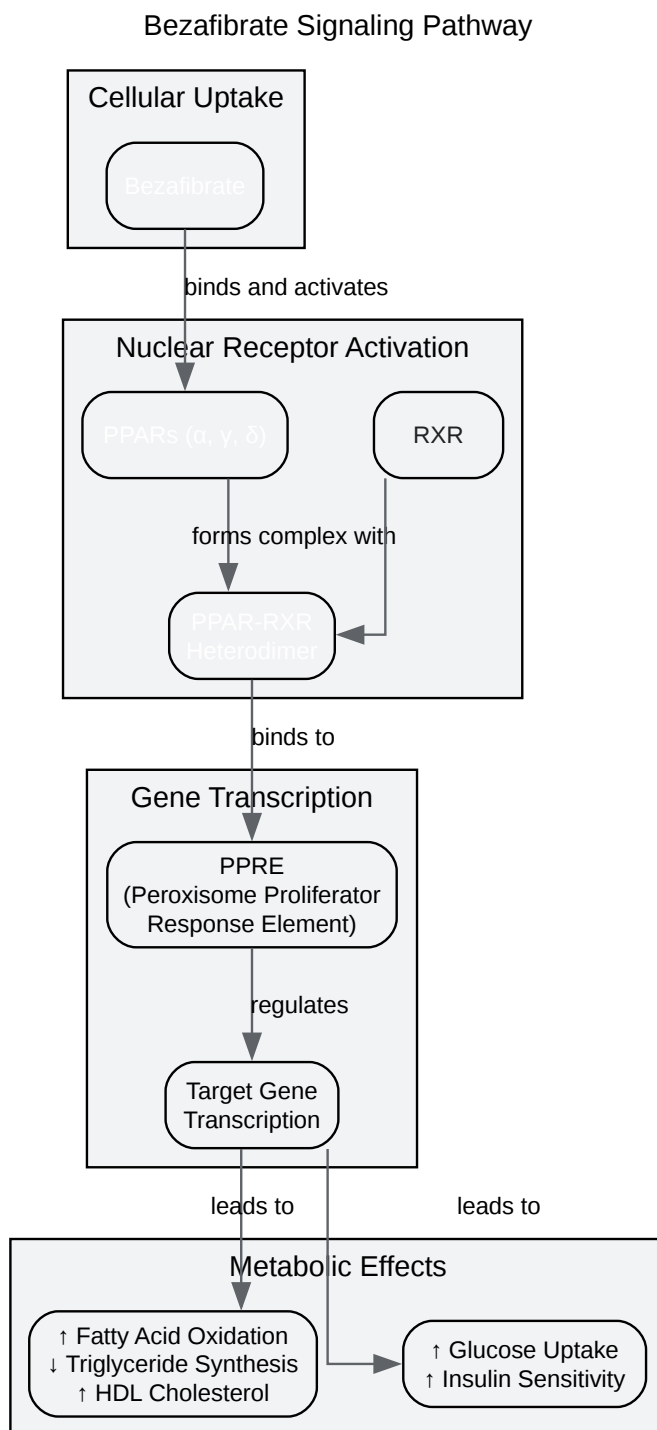 Bezafibrate Signaling Pathway
Cellular Uptake
Bezafibrate
binds and activates
Nuclear Receptor Activation
PPARs (α, γ, δ)
RXR
forms complex with
PPAR-RXR
Heterodimer
binds to
Gene Transcription
PPRE
(Peroxisome Proliferator
Response Element)
regulates
Target Gene
Transcription
leads to
leads to
Metabolic Effects
↑ Fatty Acid Oxidation
↓ Triglyceride Synthesis
↑ HDL Cholesterol
↑ Glucose Uptake
↑ Insulin Sensitivity